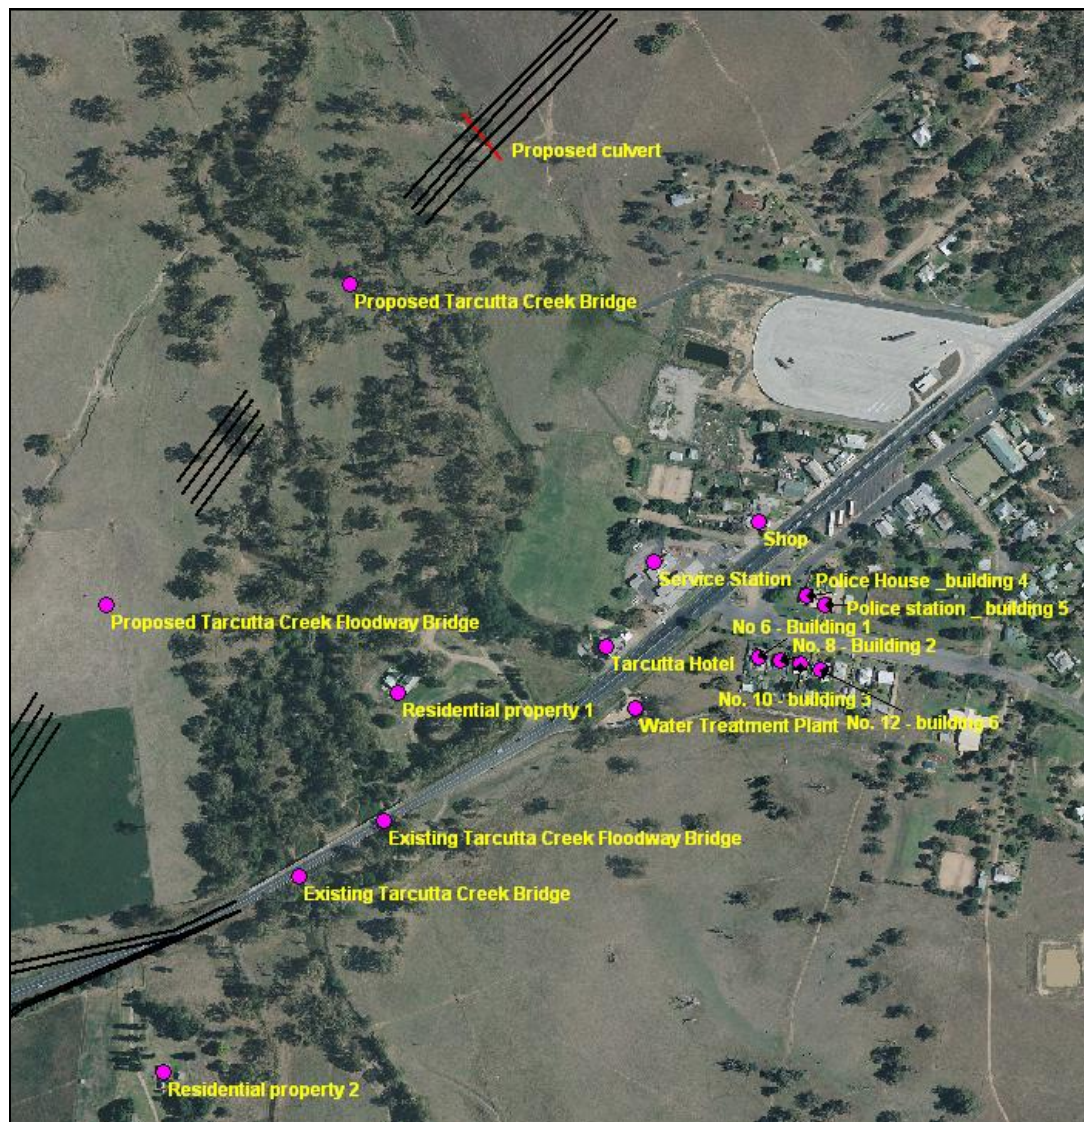 Proposed culvert
Proposed Tarcutta Creek Bridge
Shop
Service Station
Police House _building 4
Police station _ building 5
Proposed Tarcutta Creek Floodway Bridge
No 6 - Building 1
No. 8 - Building 2
Tarcutta Hotel
No. 10 - building 3
Residential property 1
No. 12 - building 6
Water Treatment Plant
Existing Tarcutta Creek Floodway Bridge
Existing Tarcutta Creek Bridge
Residential property 2